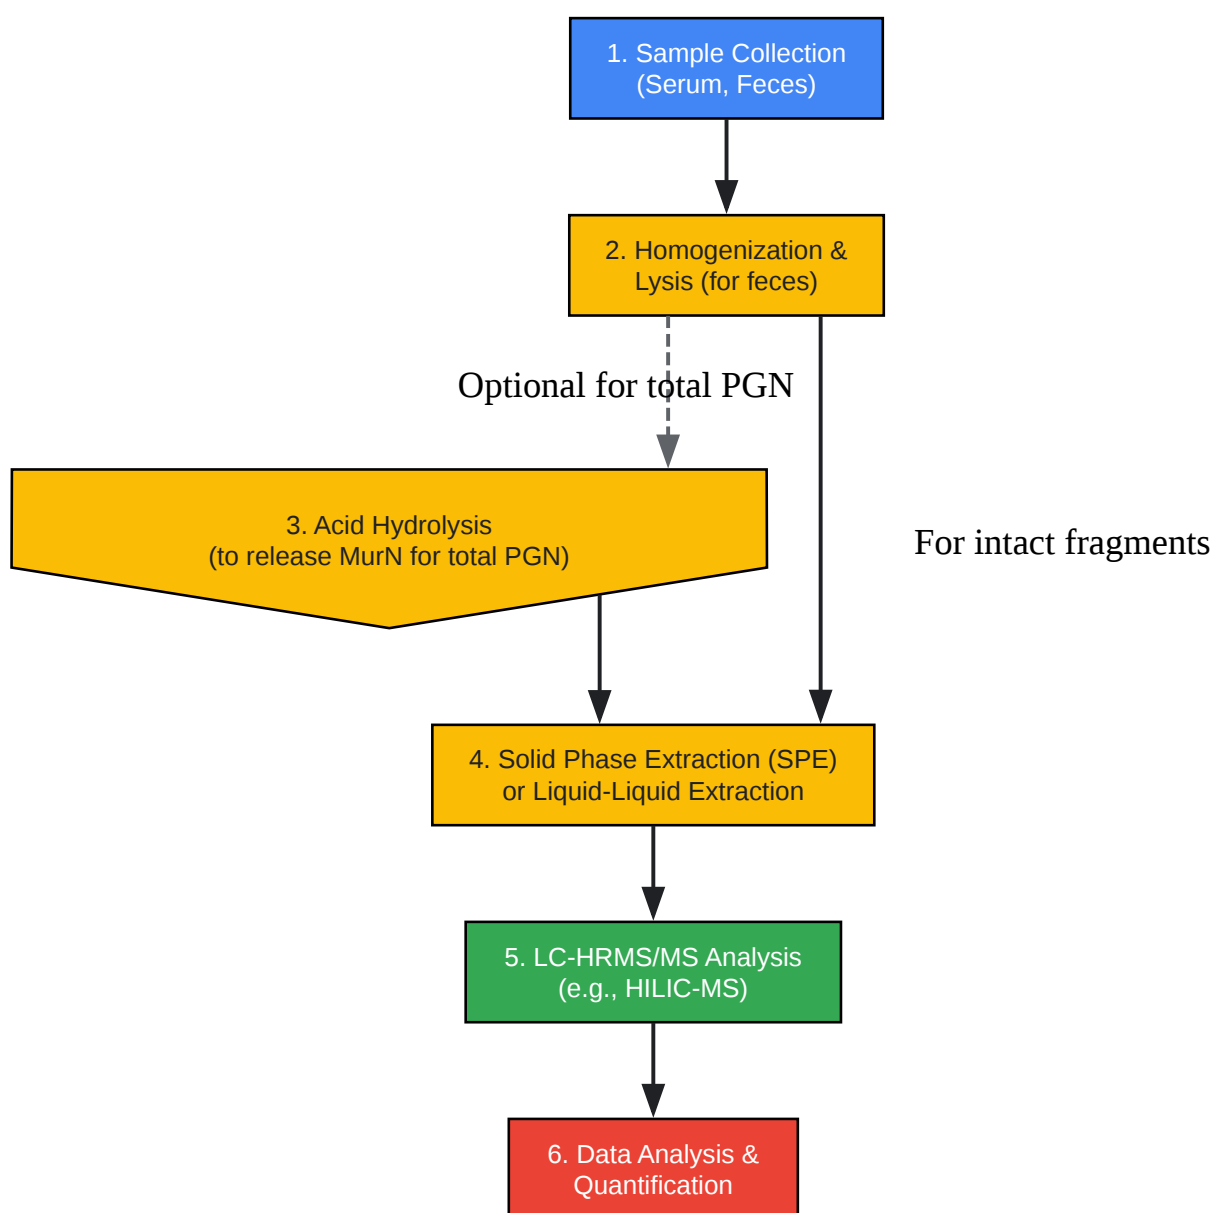 1. Sample Collection
(Serum, Feces)
2. Homogenization &
Lysis (for feces)
Optional for total PGN
3. Acid Hydrolysis
(to release MurN for total PGN)
For intact fragments
4. Solid Phase Extraction (SPE)
or Liquid-Liquid Extraction
5. LC-HRMS/MS Analysis
(e.g., HILIC-MS)
6. Data Analysis &
Quantification